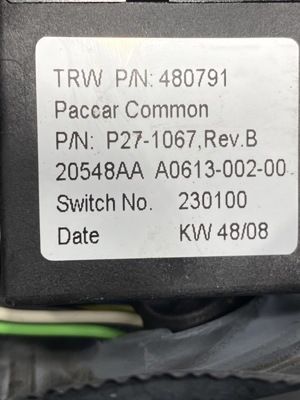 TRW P/N: 480791
Paccar Common
P/N: P27-1067,Rev.B
20548AA A0613-002-00
Switch No. 230100
Date KW 48/08